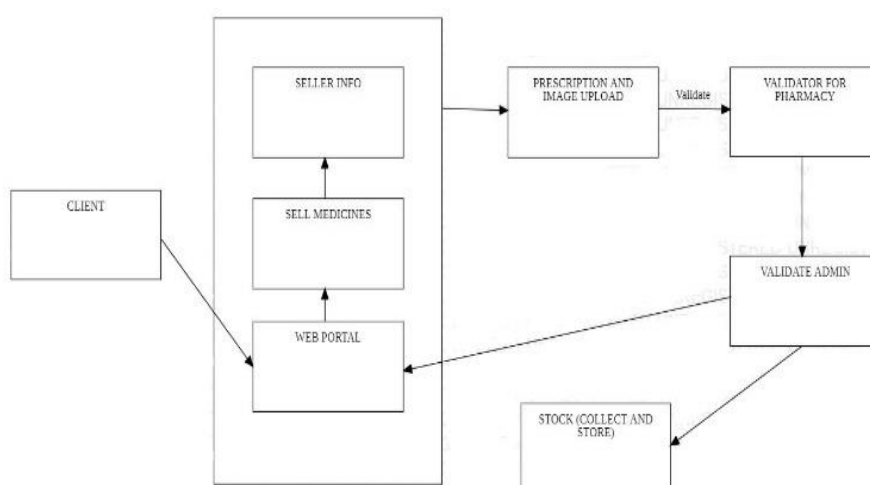 SELLER INFO
PRESCRIPTION AND
IMAGE UPLOAD
Validate
VALIDATOR FOR
PHARMACY
CLIENT
SELL MEDICINES
VALIDATE ADMIN
WEB PORTAL
STOCK (COLLECT AND
STORE)